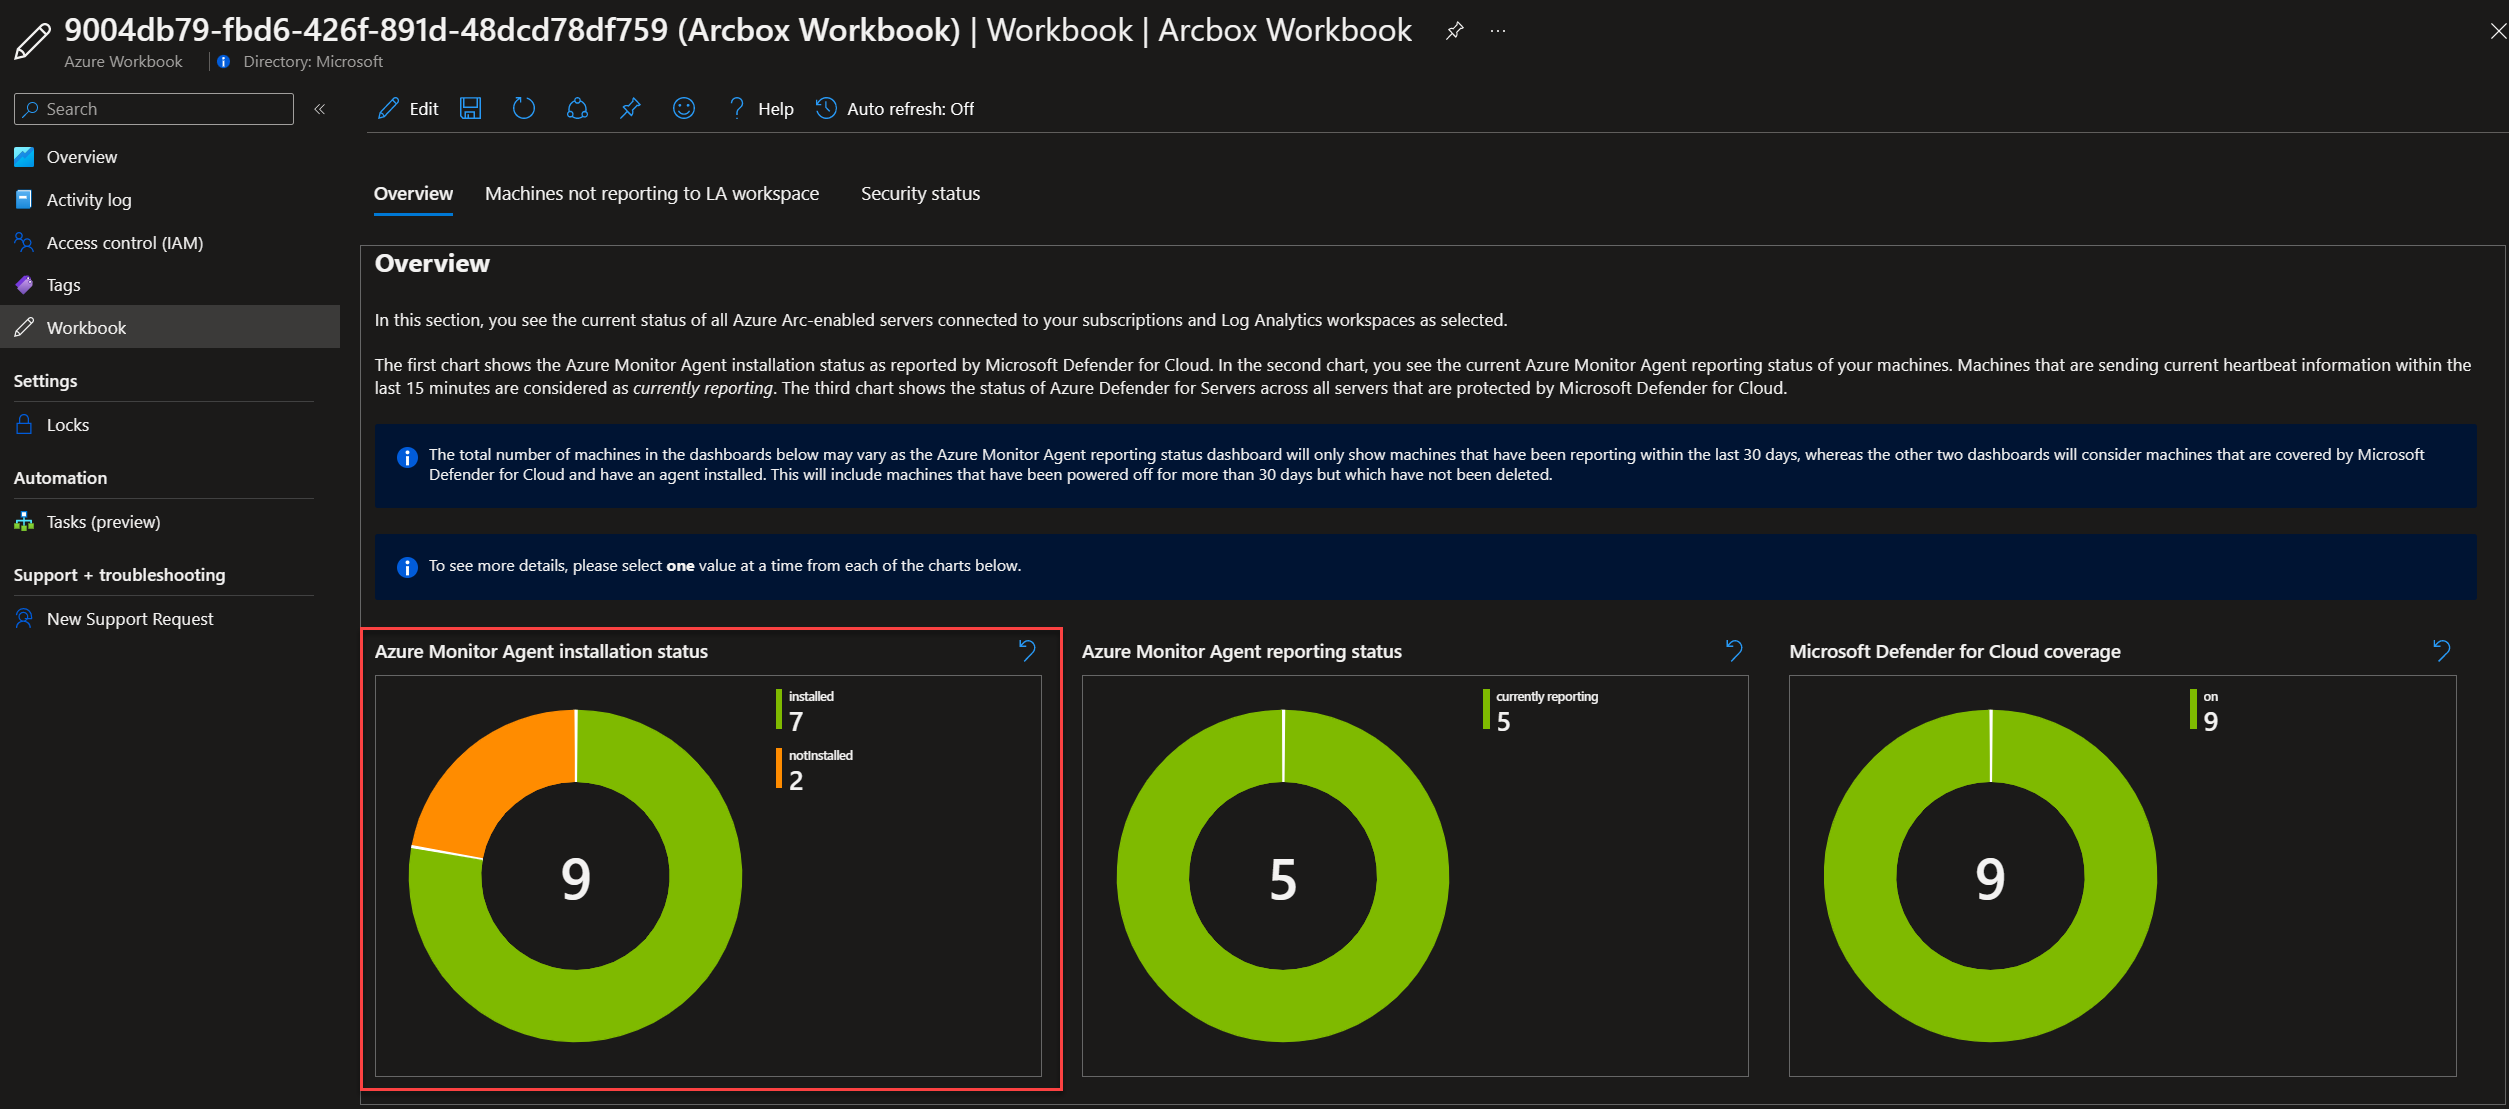 9004db79-fbd6-426f-891d-48dcd78df759 (Arcbox Workbook) | Workbook | Arcbox Workbook
Azure Workbook | Directory: Microsoft
Search
Edit
Help
Auto refresh: Off
Overview
Activity log
Access control (IAM)
Tags
Workbook
Settings
Locks
Automation
Tasks (preview)
Support + troubleshooting
New Support Request
Overview
Machines not reporting to LA workspace
Security status
Overview
In this section, you see the current status of all Azure Arc-enabled servers connected to your subscriptions and Log Analytics workspaces as selected.
The first chart shows the Azure Monitor Agent installation status as reported by Microsoft Defender for Cloud. In the second chart, you see the current Azure Monitor Agent reporting status of your machines. Machines that are sending current heartbeat information within the
last 15 minutes are considered as currently reporting. The third chart shows the status of Azure Defender for Servers across all servers that are protected by Microsoft Defender for Cloud.
The total number of machines in the dashboards below may vary as the Azure Monitor Agent reporting status dashboard will only show machines that have been reporting within the last 30 days, whereas the other two dashboards will consider machines that are covered by Microsoft
Defender for Cloud and have an agent installed. This will include machines that have been powered off for more than 30 days but which have not been deleted.
To see more details, please select one value at a time from each of the charts below.
Azure Monitor Agent installation status
installed
7
notInstalled
2
9
Azure Monitor Agent reporting status
currently reporting
5
5
Microsoft Defender for Cloud coverage
on
9
9